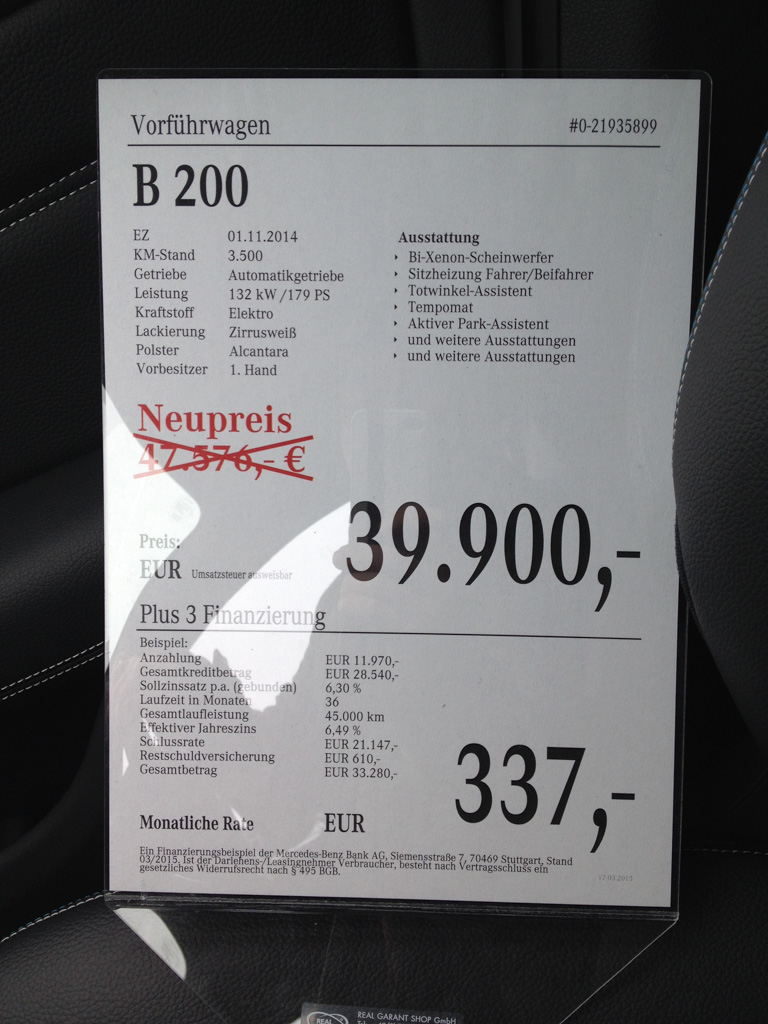 Vorführwagen #0-21935899
B 200
EZ 01.11.2014
KM-Stand 3.500
Getriebe Automatikgetriebe
Leistung 132 kW /179 PS
Kraftstoff Elektro
Lackierung Zirrusweiß
Polster Alcantara
Vorbesitzer 1. Hand
Ausstattung
Bi-Xenon-Scheinwerfer
Sitzheizung Fahrer/Beifahrer
Totwinkel-Assistent
Tempomat
Aktiver Park-Assistent
und weitere Ausstattungen
und weitere Ausstattungen
Neupreis
47.576,- €
Preis:
EUR Umsatzsteuer ausweisbar 39.900,-
Plus 3 Finanzierung
Beispiel:
Anzahlung EUR 11.970,-
Gesamtkreditbetrag EUR 28.540,-
Sollzinssatz p.a. (gebunden) 6,30 %
Laufzeit in Monaten 36
Gesamtlaufleistung 45.000 km
Effektiver Jahreszins 6,49 %
Schlussrate EUR 21.147,-
Restschuldversicherung EUR 610,-
Gesamtbetrag EUR 33.280,-
Monatliche Rate EUR 337,-
Ein Finanzierungsbeispiel der Mercedes-Benz Bank AG, Siemensstraße 7, 70469 Stuttgart, Stand
03/2015. Ist der Darlehens-/Leasingnehmer Verbraucher, besteht nach Vertragsschluss ein
gesetzliches Widerrufsrecht nach § 495 BGB.
17.03.2015
REAL
REAL GARANT SHOP GmbH